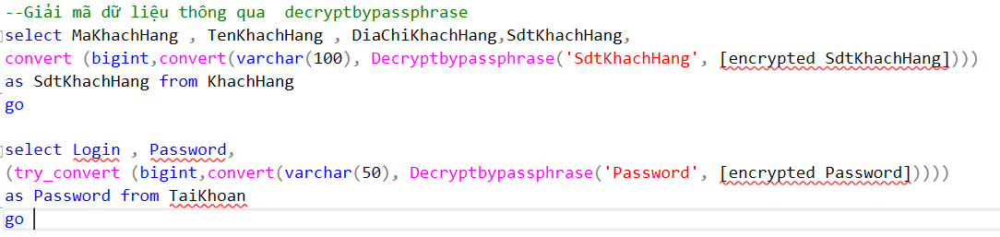 --Giải mã dữ liệu thông qua  decryptbypassphrase
select MaKhachHang , TenKhachHang , DiaChiKhachHang,SdtKhachHang,
convert (bigint,convert(varchar(100), Decryptbypassphrase('SdtKhachHang', [encrypted SdtKhachHang])))
as SdtKhachHang from KhachHang
go
select Login , Password,
(try_convert (bigint,convert(varchar(50), Decryptbypassphrase('Password', [encrypted Password]))))
as Password from TaiKhoan
go